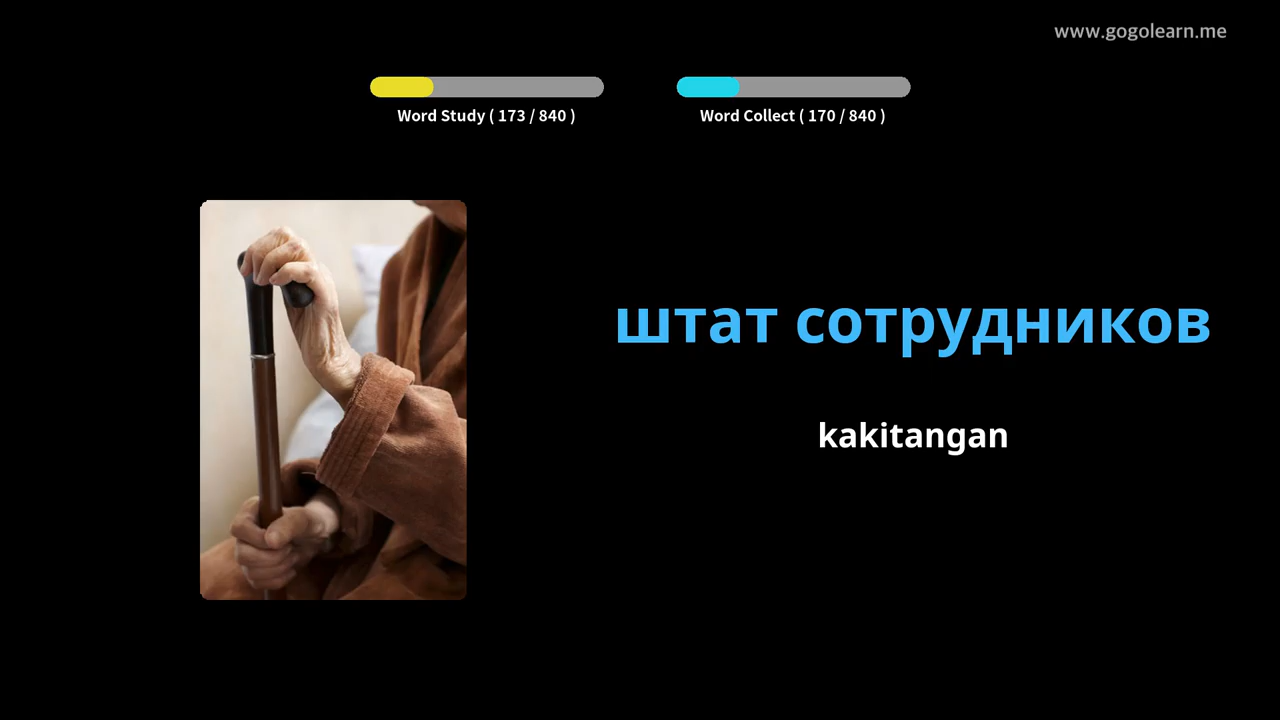 www.gogolearn.me
Word Study ( 173 / 840 )
Word Collect ( 170 / 840 )
штат сотрудников
kakitangan